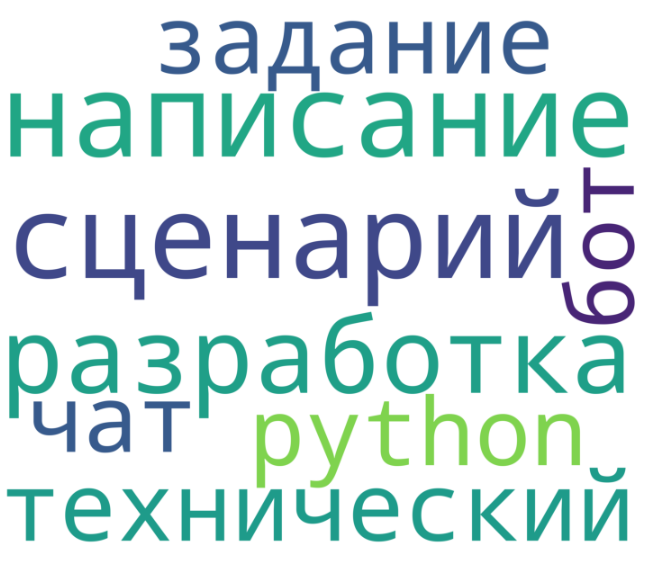 задание
написание
сценарий
бот
разработка
чат python
технический